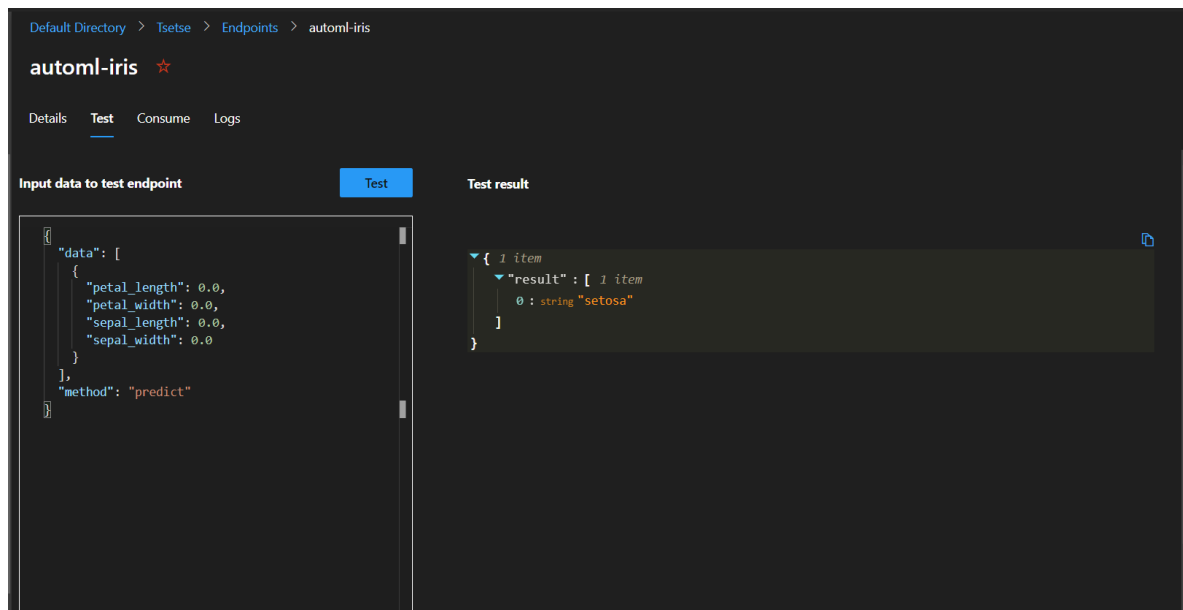 Default Directory > Tsetse > Endpoints > automl-iris
automl-iris
Details Test Consume Logs
Input data to test endpoint
Test
{
"data": [
{
"petal_length": 0.0,
"petal_width": 0.0,
"sepal_length": 0.0,
"sepal_width": 0.0
}
],
"method": "predict"
}
Test result
{ 1 item
"result" : [ 1 item
0 : string "setosa"
]
}